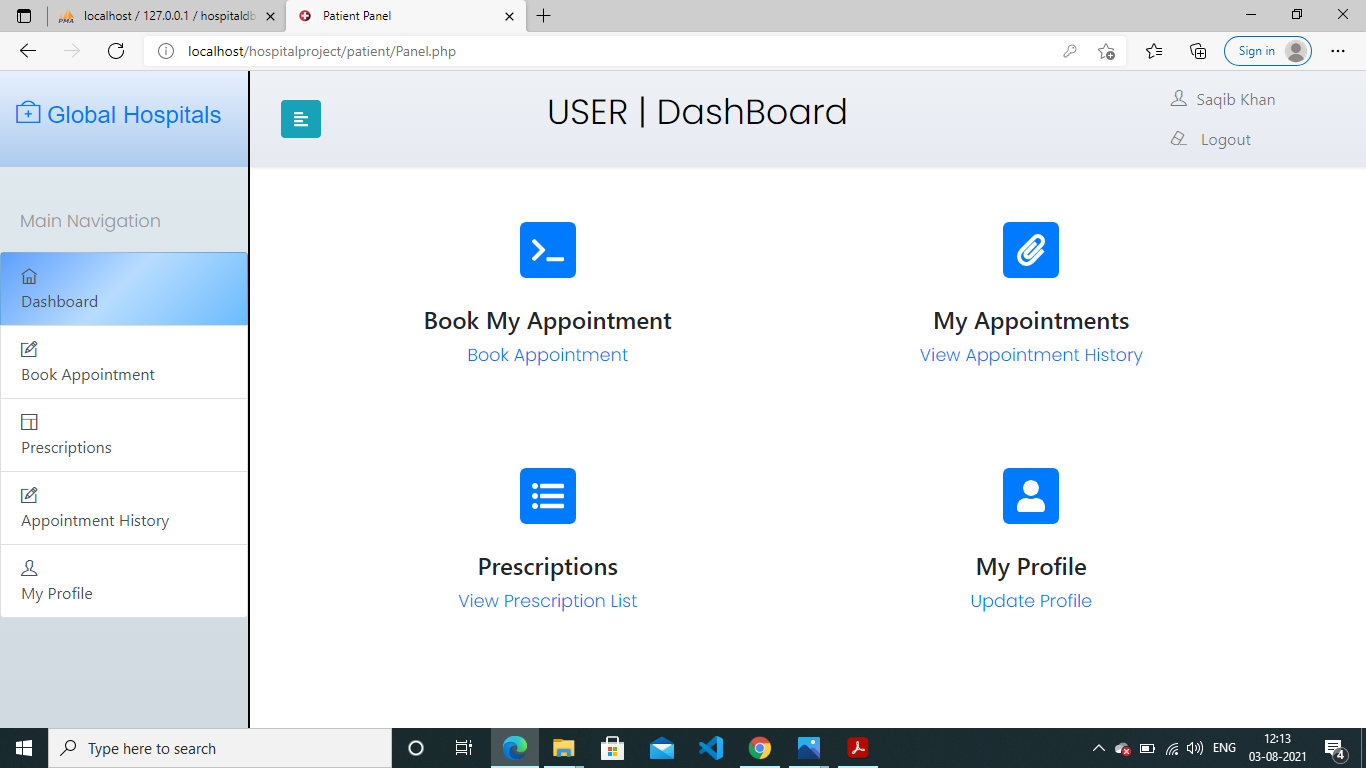 localhost / 127.0.0.1 / hospitaldb
Patient Panel
localhost/hospitalproject/patient/Panel.php
Sign in
Global Hospitals
USER | DashBoard
Saqib Khan
Logout
Main Navigation
Dashboard
Book Appointment
Prescriptions
Appointment History
My Profile
Book My Appointment
Book Appointment
My Appointments
View Appointment History
Prescriptions
View Prescription List
My Profile
Update Profile
Type here to search
ENG
12:13
03-08-2021
4
PMA